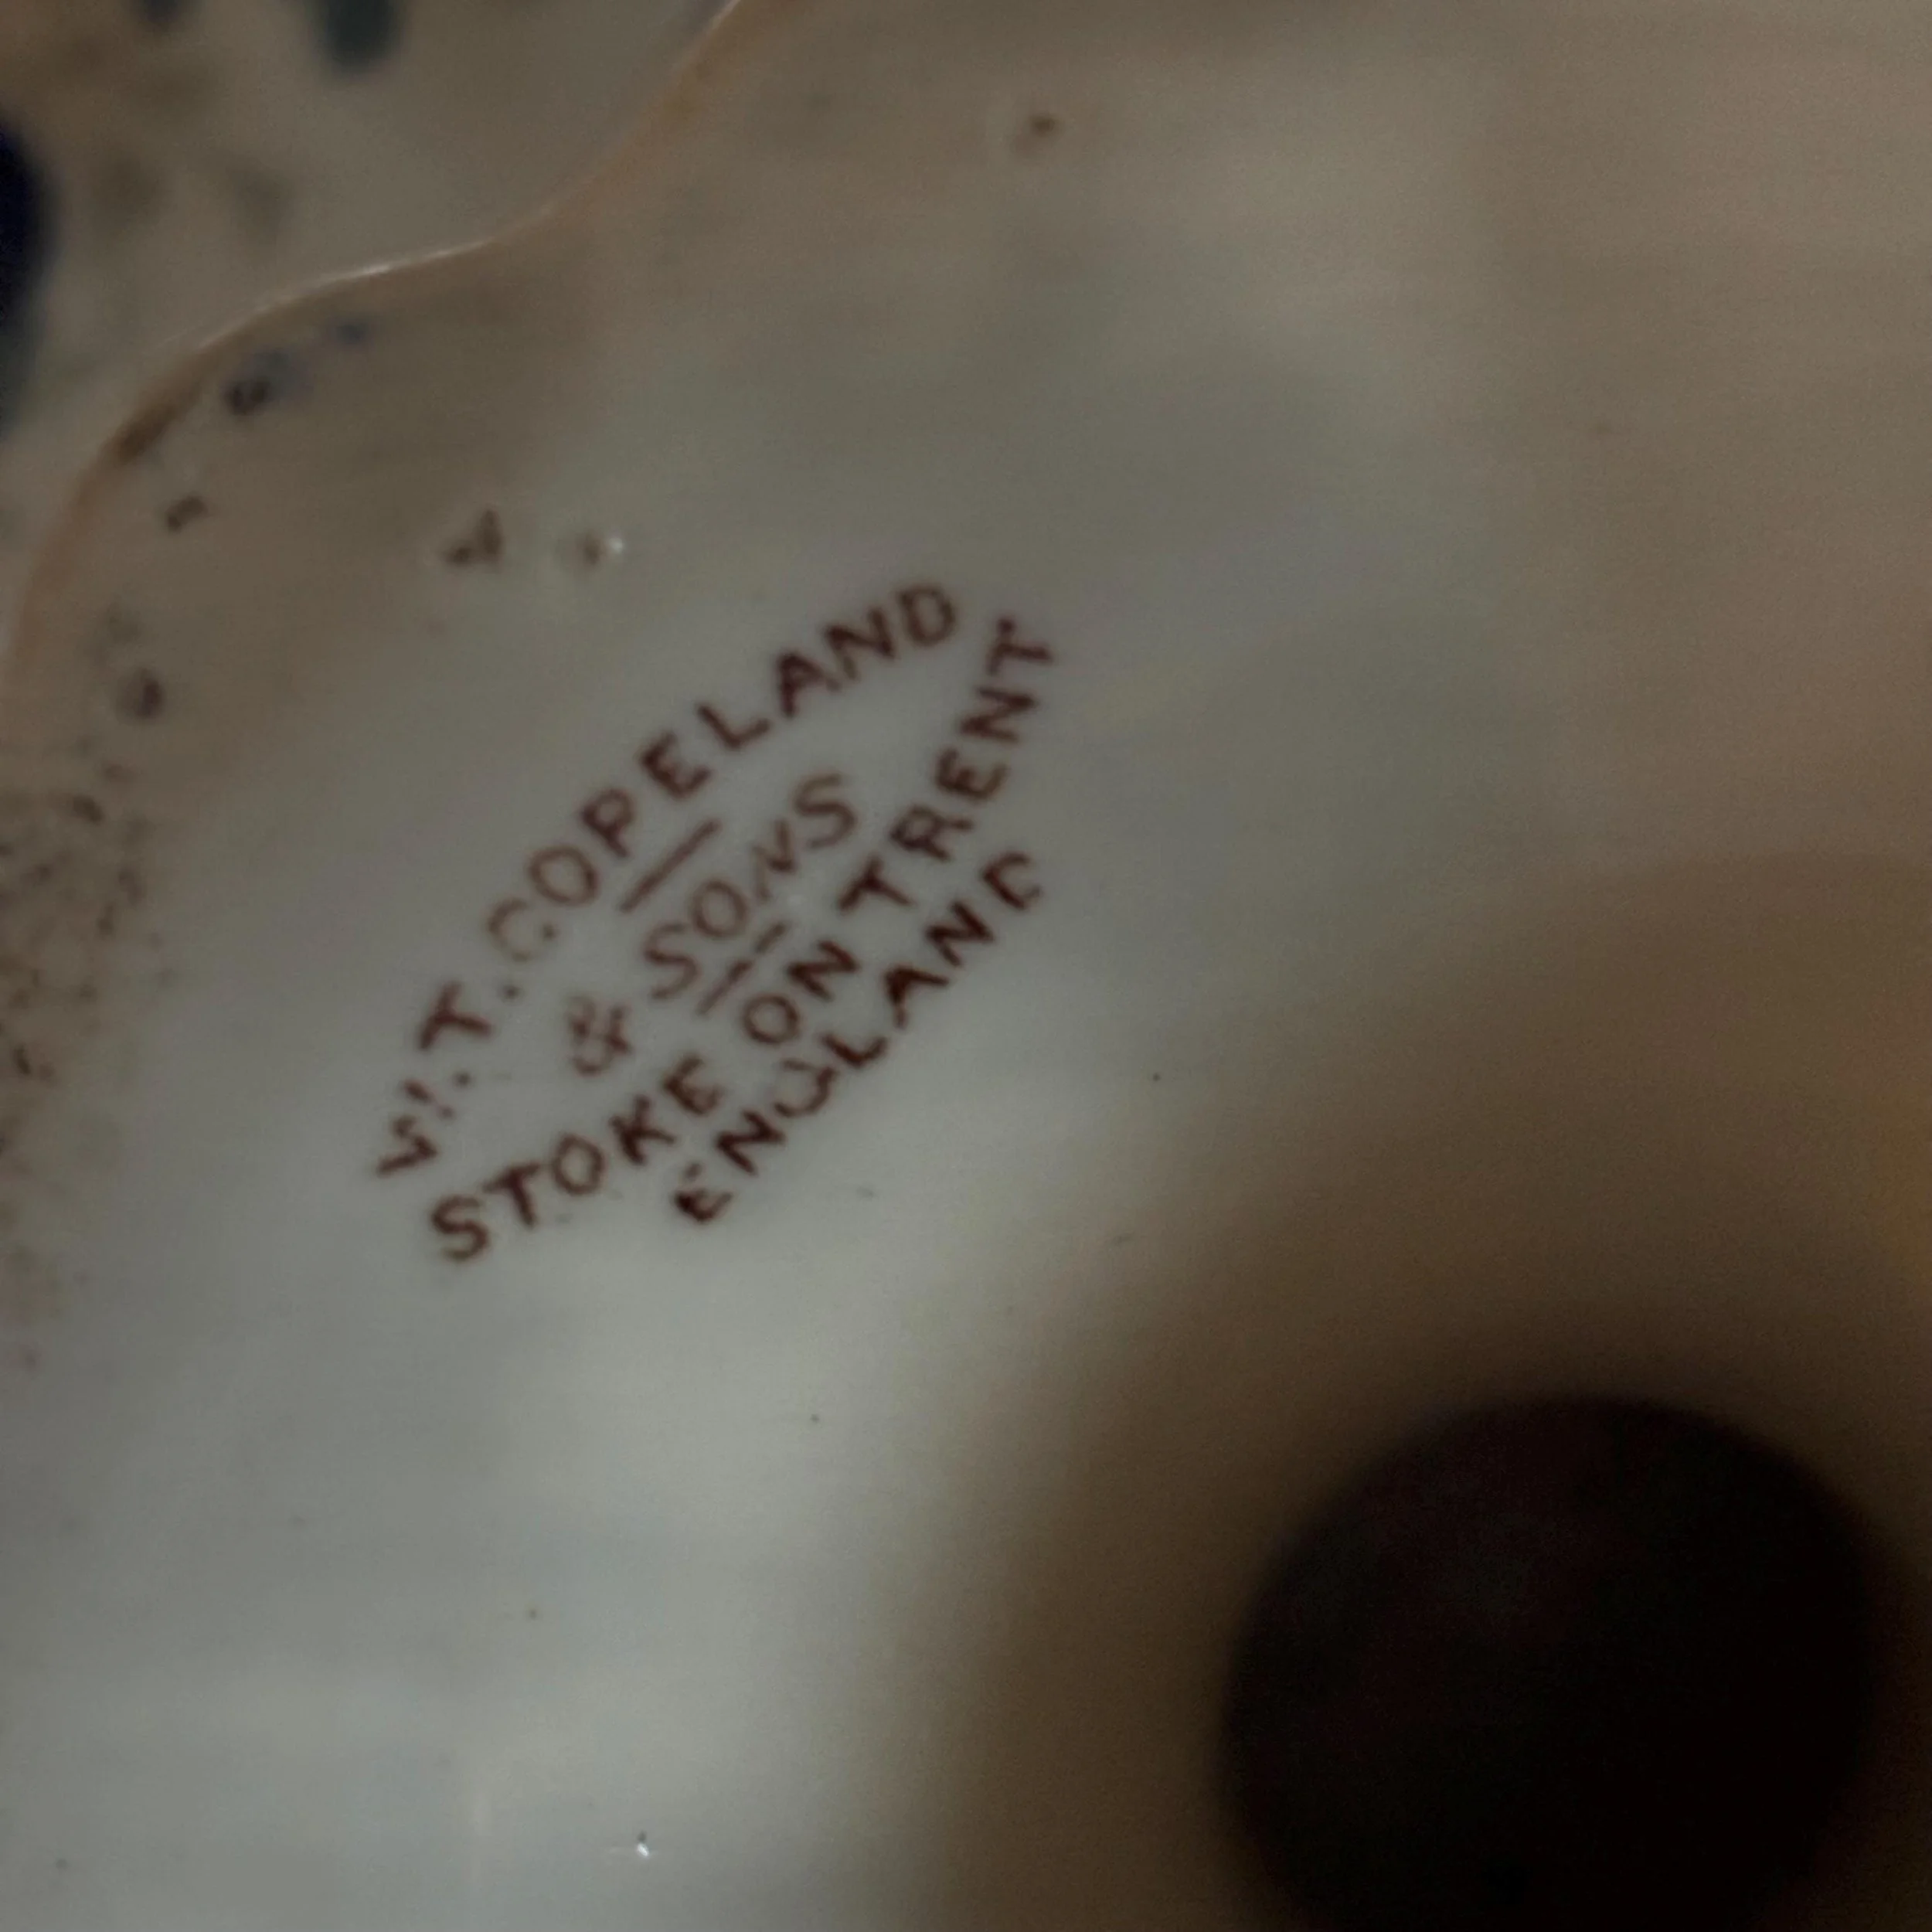 W. T. COPELAND
& SONS
STOKE ON TRENT
ENGLAND